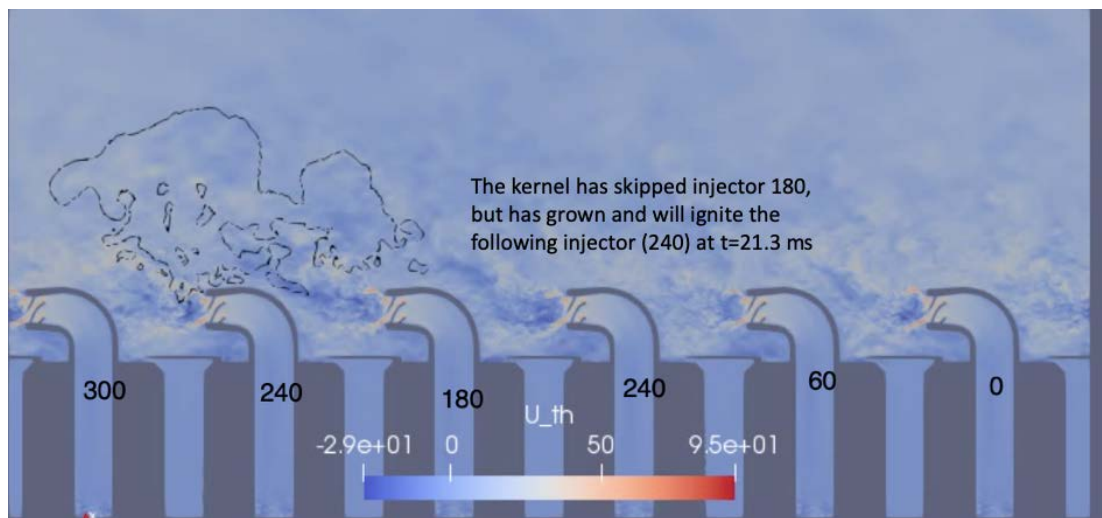 The kernel has skipped injector 180,
but has grown and will ignite the
following injector (240) at t=21.3 ms
300
240
180
240
60
0
U_th
-2.9e+01 0 50 9.5e+01